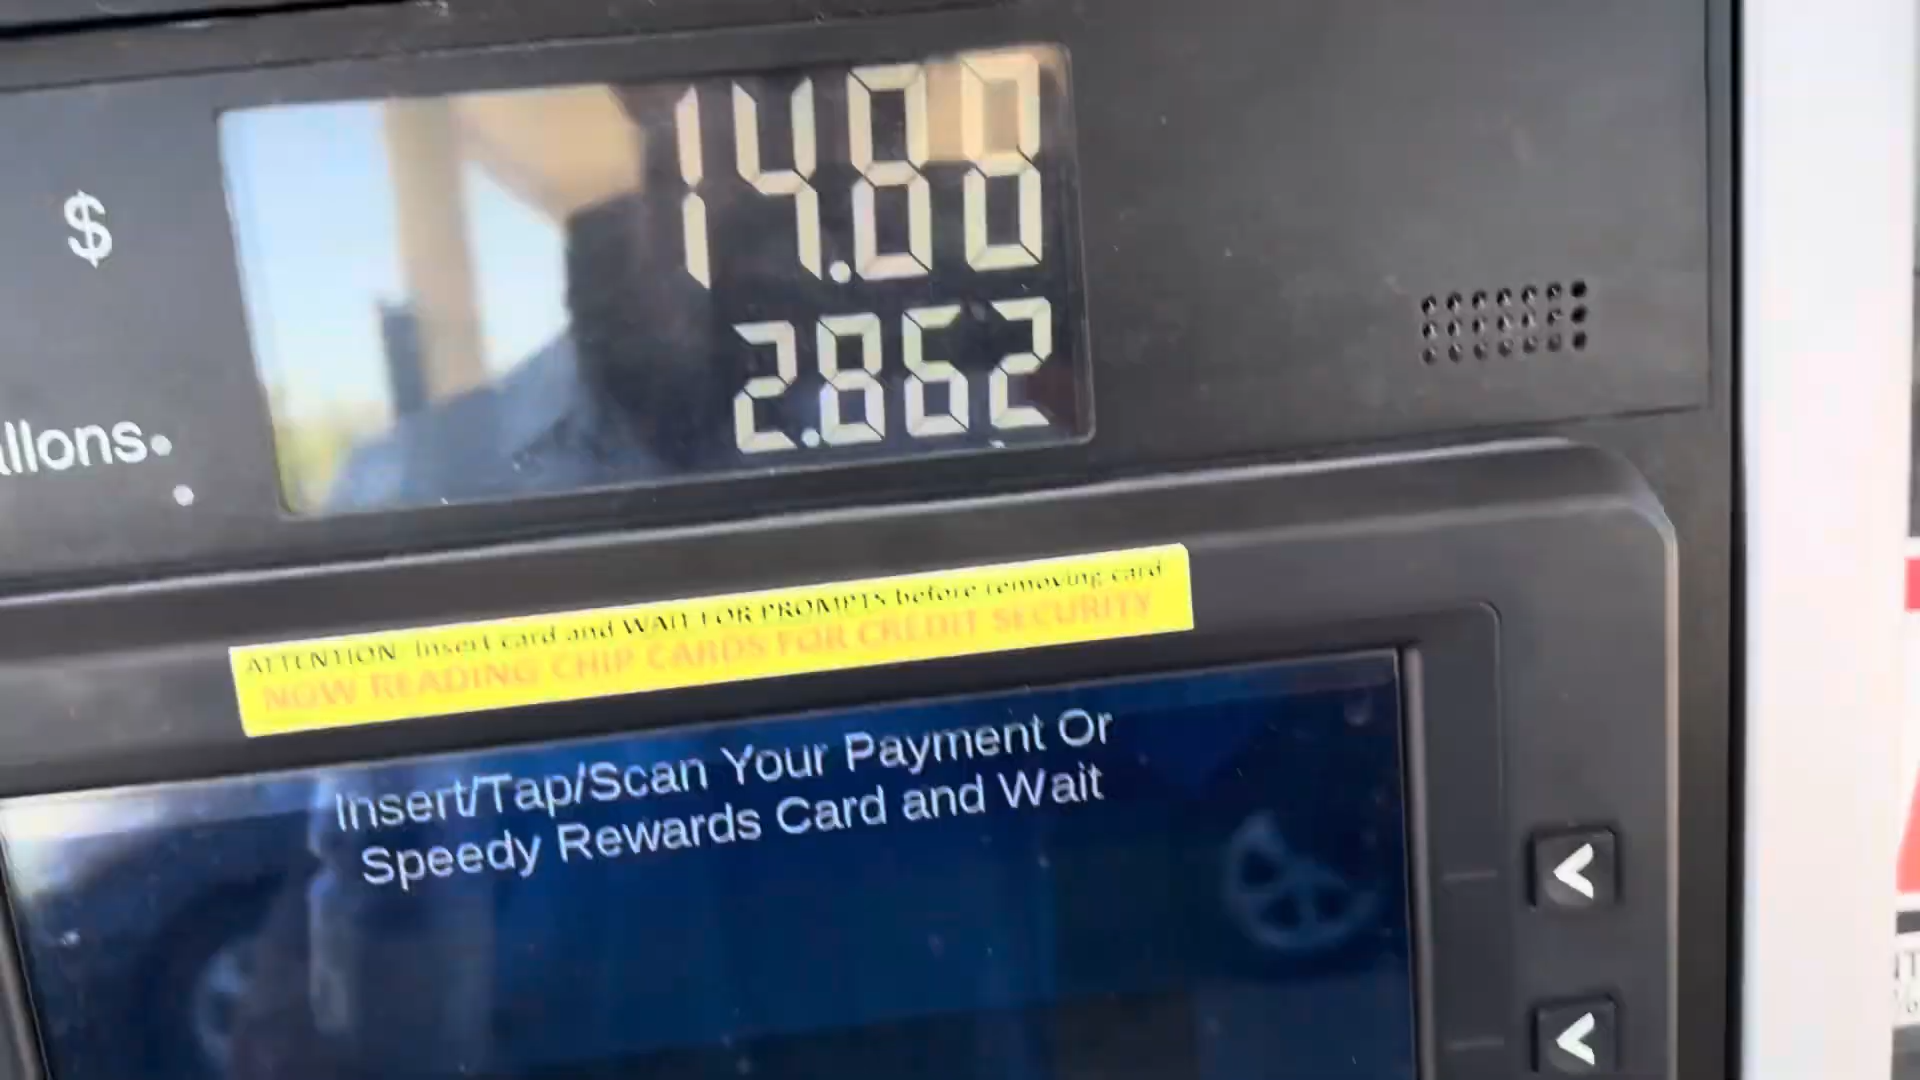 $ 14.88
allons. 2.862
ATTENTION Insert card and WAIT FOR PROMPTS before removing card
NOW READING CHIP CARDS FOR CREDIT SECURITY
Insert/Tap/Scan Your Payment Or
Speedy Rewards Card and Wait
<
<